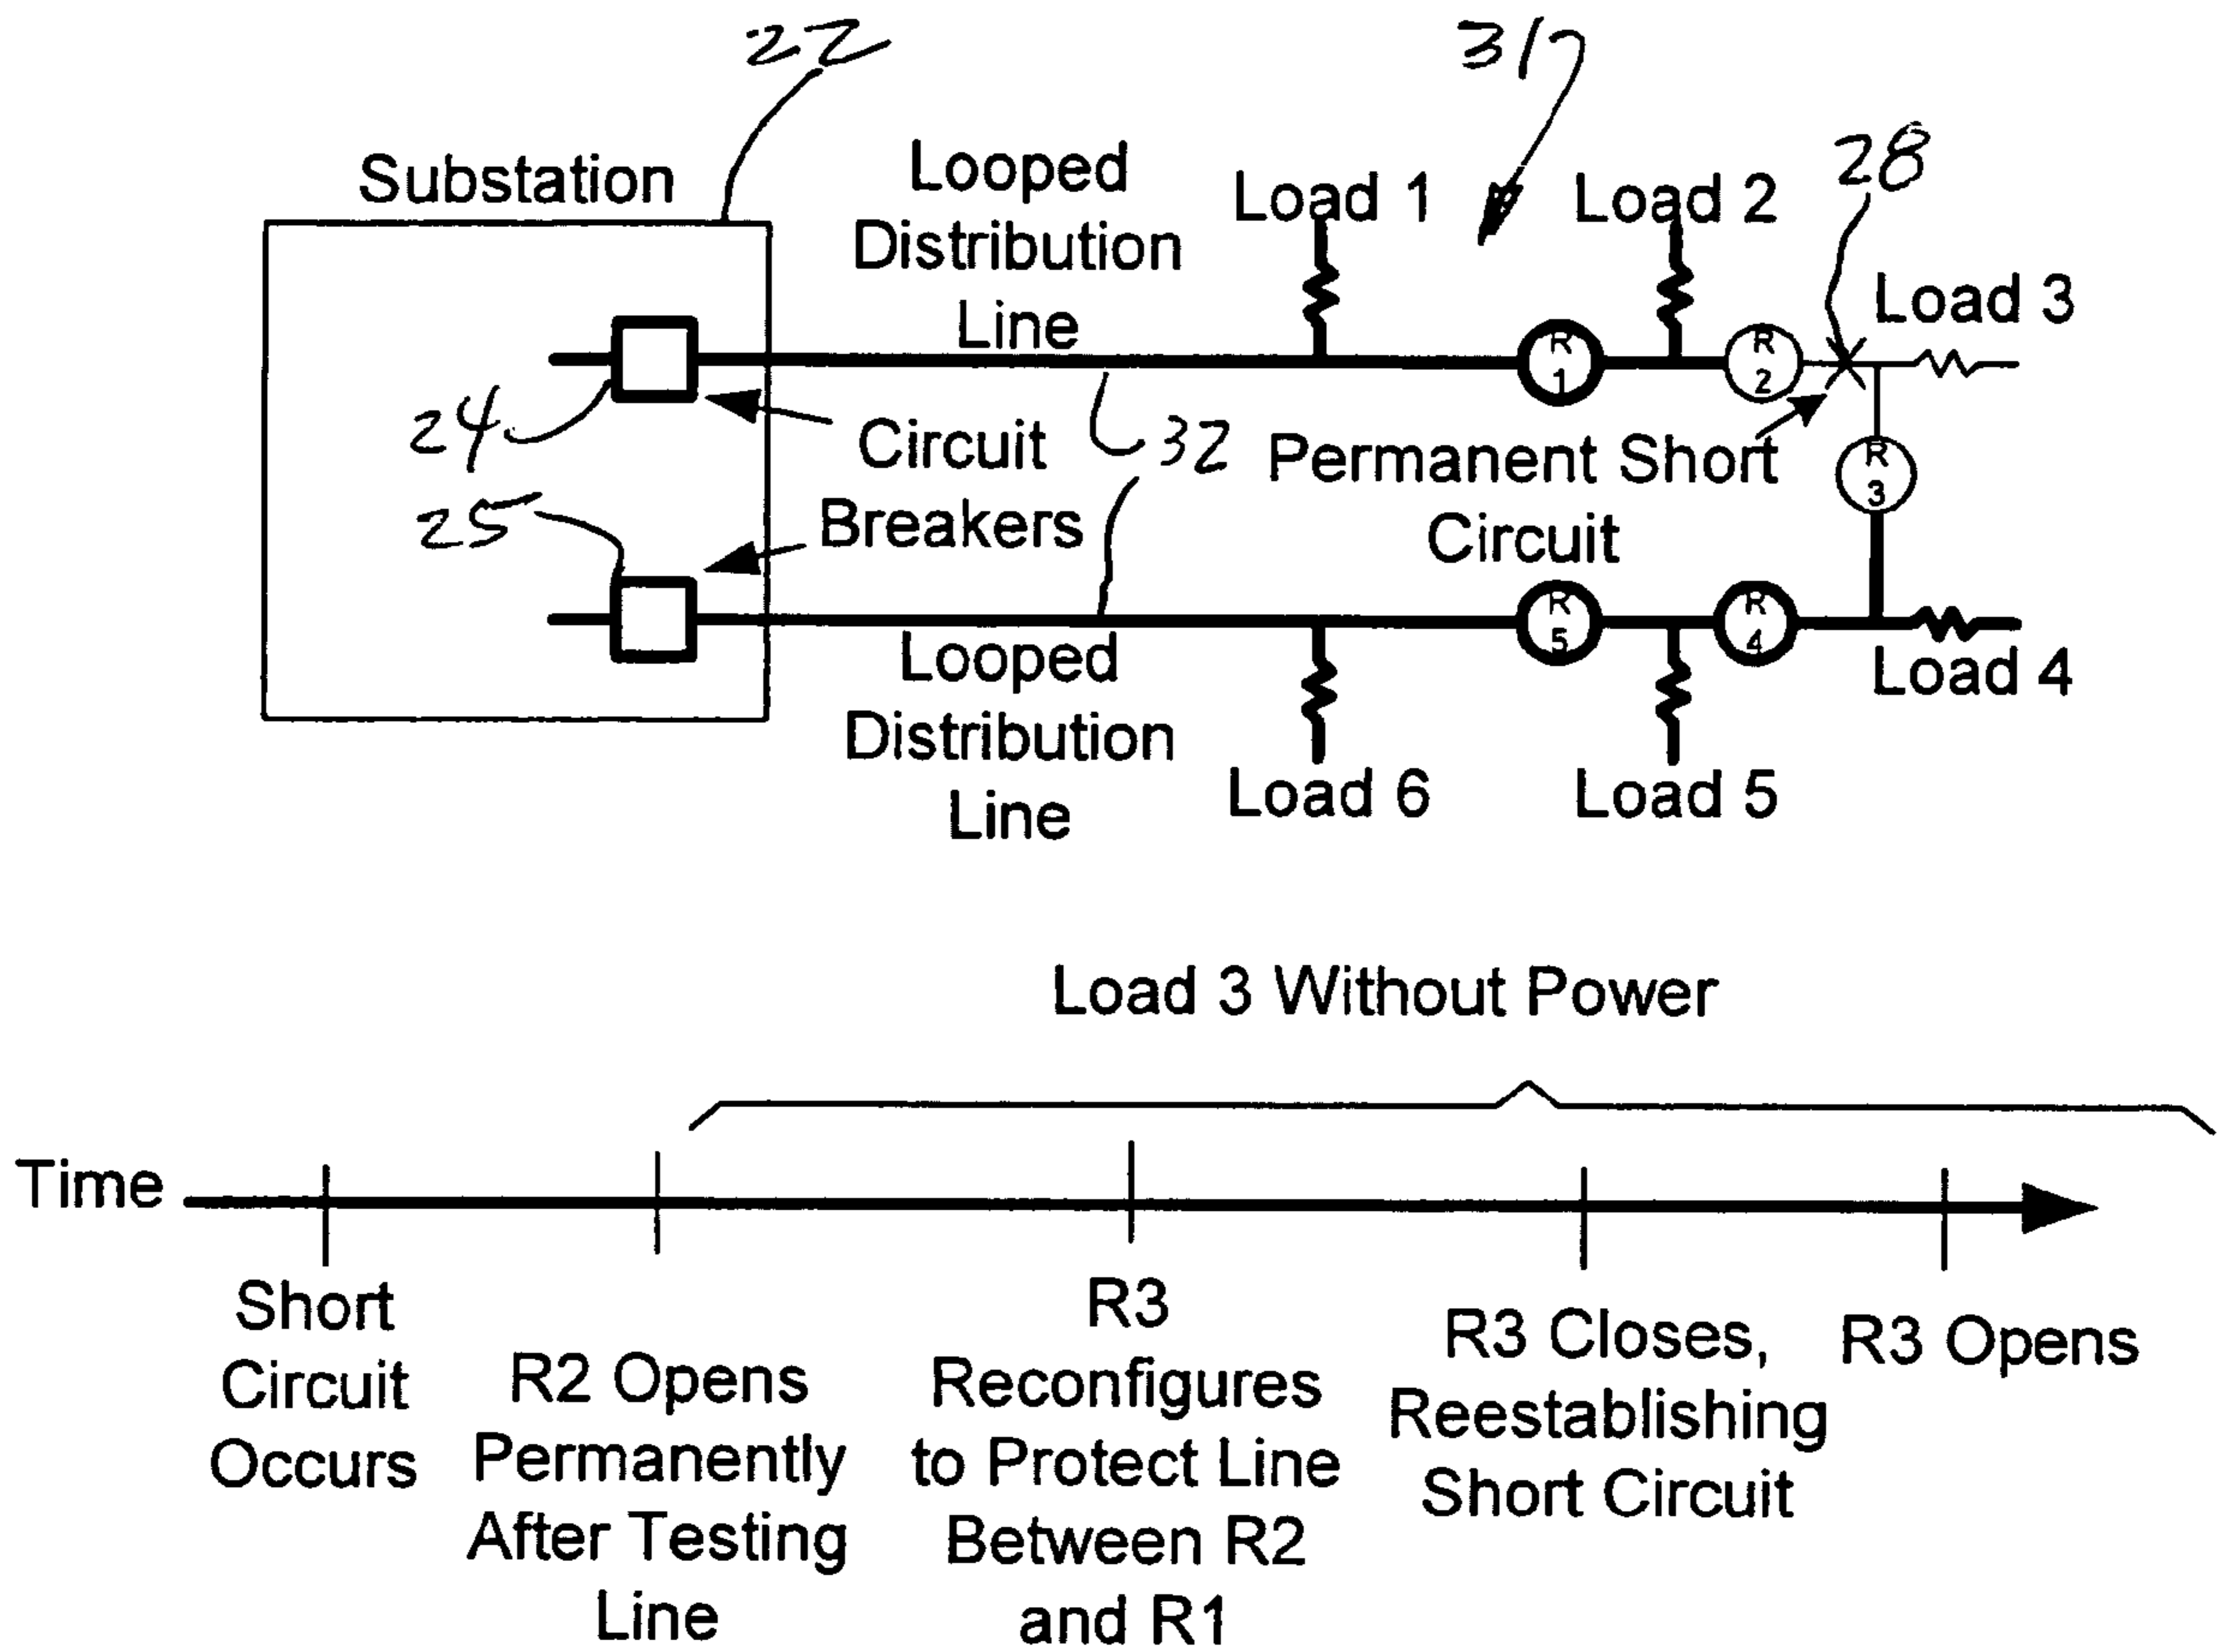 22
31
28
Substation
Looped
Distribution
Line
Load 1
Load 2
Load 3
R
1
R
2
R
3
24
Circuit
Breakers
32
Permanent Short
Circuit
25
R
5
R
4
Looped
Distribution
Line
Load 4
Load 6
Load 5
Load 3 Without Power
Time
Short
Circuit
Occurs
R2 Opens
Permanently
After Testing
Line
R3
Reconfigures
to Protect Line
Between R2
and R1
R3 Closes,
Reestablishing
Short Circuit
R3 Opens